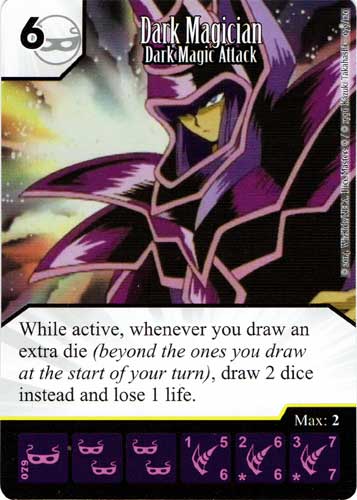 6
Dark Magician
Dark Magic Attack
While active, whenever you draw an
extra die (beyond the ones you draw
at the start of your turn), draw 2 dice
instead and lose 1 life.
Max: 2
079
1 5
6
2 6
* 6
3 7
* 7